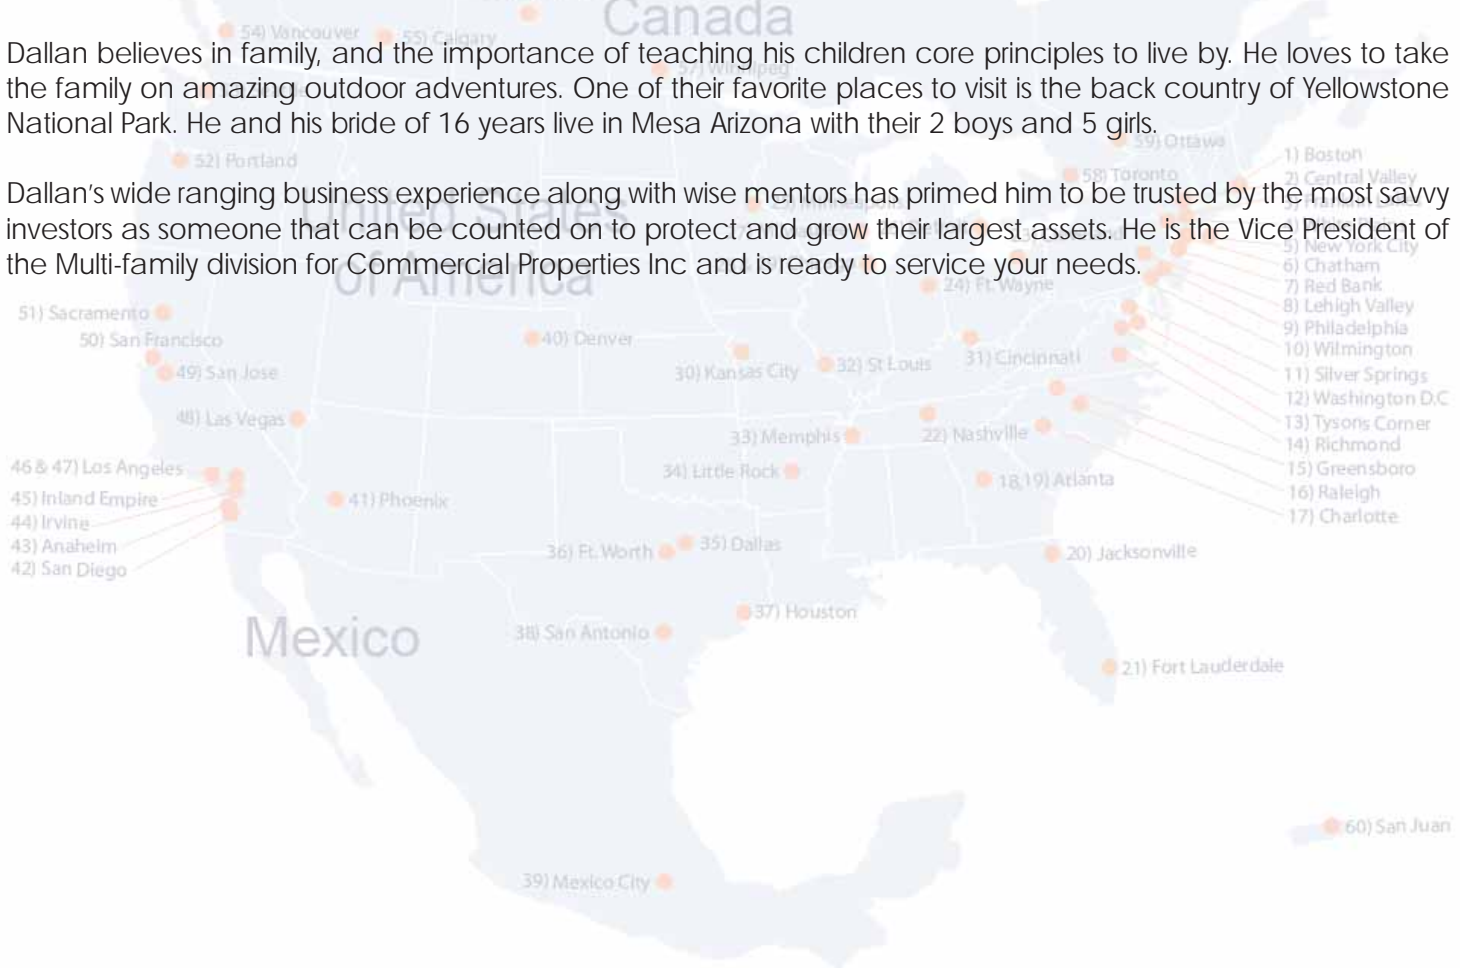 Canada
54) Vancouver
55) Calgary
Dallan believes in family, and the importance of teaching his children core principles to live by. He loves to take
57) Winnipeg
the family on amazing outdoor adventures. One of their favorite places to visit is the back country of Yellowstone
National Park. He and his bride of 16 years live in Mesa Arizona with their 2 boys and 5 girls.
59) Ottawa
52) Portland
1) Boston
58) Toronto
2) Central Valley
Dallan's wide ranging business experience along with wise mentors has primed him to be trusted by the most savvy
United States
investors as someone that can be counted on to protect and grow their largest assets. He is the Vice President of
5) New York City
the Multi-family division for Commercial Properties Inc and is ready to service your needs.
of America
6) Chatham
24) Ft. Wayne
7) Red Bank
8) Lehigh Valley
51) Sacramento
9) Philadelphia
50) San Francisco
40) Denver
10) Wilmington
31) Cincinnati
32) St Louis
49) San Jose
30) Kansas City
11) Silver Springs
12) Washington D.C
48) Las Vegas
13) Tysons Corner
33) Memphis
22) Nashville
14) Richmond
46 & 47) Los Angeles
34) Little Rock
15) Greensboro
18,19) Atlanta
16) Raleigh
45) Inland Empire
41) Phoenix
17) Charlotte
44) Irvine
43) Anaheim
36) Ft. Worth
35) Dallas
20) Jacksonville
42) San Diego
37) Houston
Mexico
38) San Antonio
21) Fort Lauderdale
60) San Juan
39) Mexico City